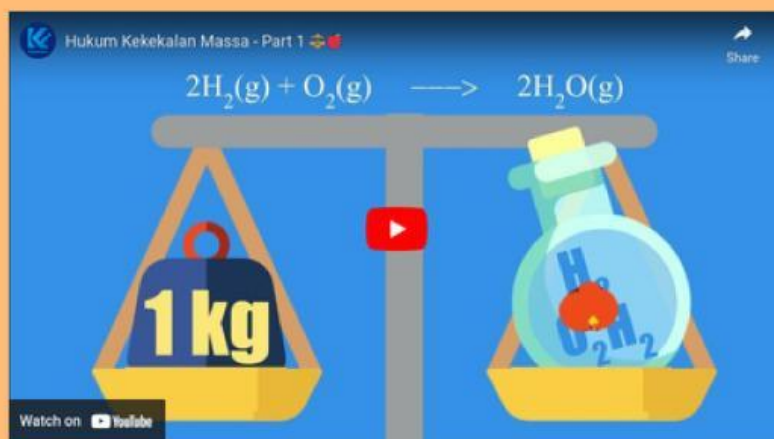 Hukum Kekekalan Massa - Part 1
Share
2H₂(g) + O₂(g) ----> 2H₂O(g)
1 kg
H₂
O₂H₂
Watch on YouTube